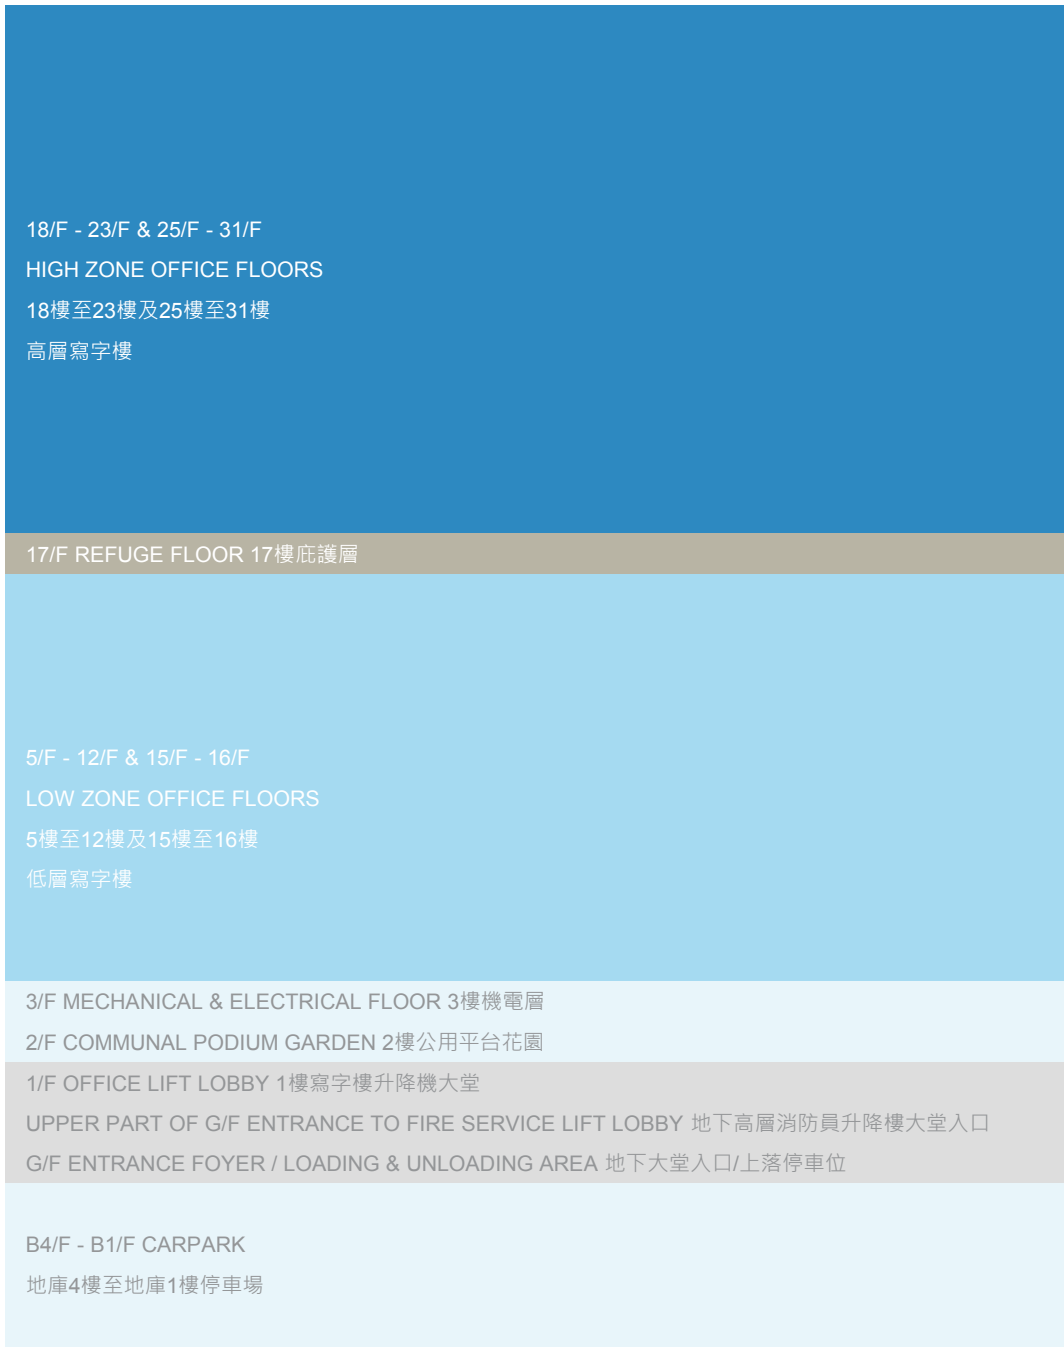 18/F - 23/F & 25/F - 31/F
HIGH ZONE OFFICE FLOORS
18樓至23樓及25樓至31樓
高層寫字樓
17/F REFUGE FLOOR 17樓庇護層
5/F - 12/F & 15/F - 16/F
LOW ZONE OFFICE FLOORS
5樓至12樓及15樓至16樓
低層寫字樓
3/F MECHANICAL & ELECTRICAL FLOOR 3樓機電層
2/F COMMUNAL PODIUM GARDEN 2樓公用平台花園
1/F OFFICE LIFT LOBBY 1樓寫字樓升降機大堂
UPPER PART OF G/F ENTRANCE TO FIRE SERVICE LIFT LOBBY 地下高層消防員升降樓大堂入口
G/F ENTRANCE FOYER / LOADING & UNLOADING AREA 地下大堂入口/上落停車位
B4/F - B1/F CARPARK
地庫4樓至地庫1樓停車場